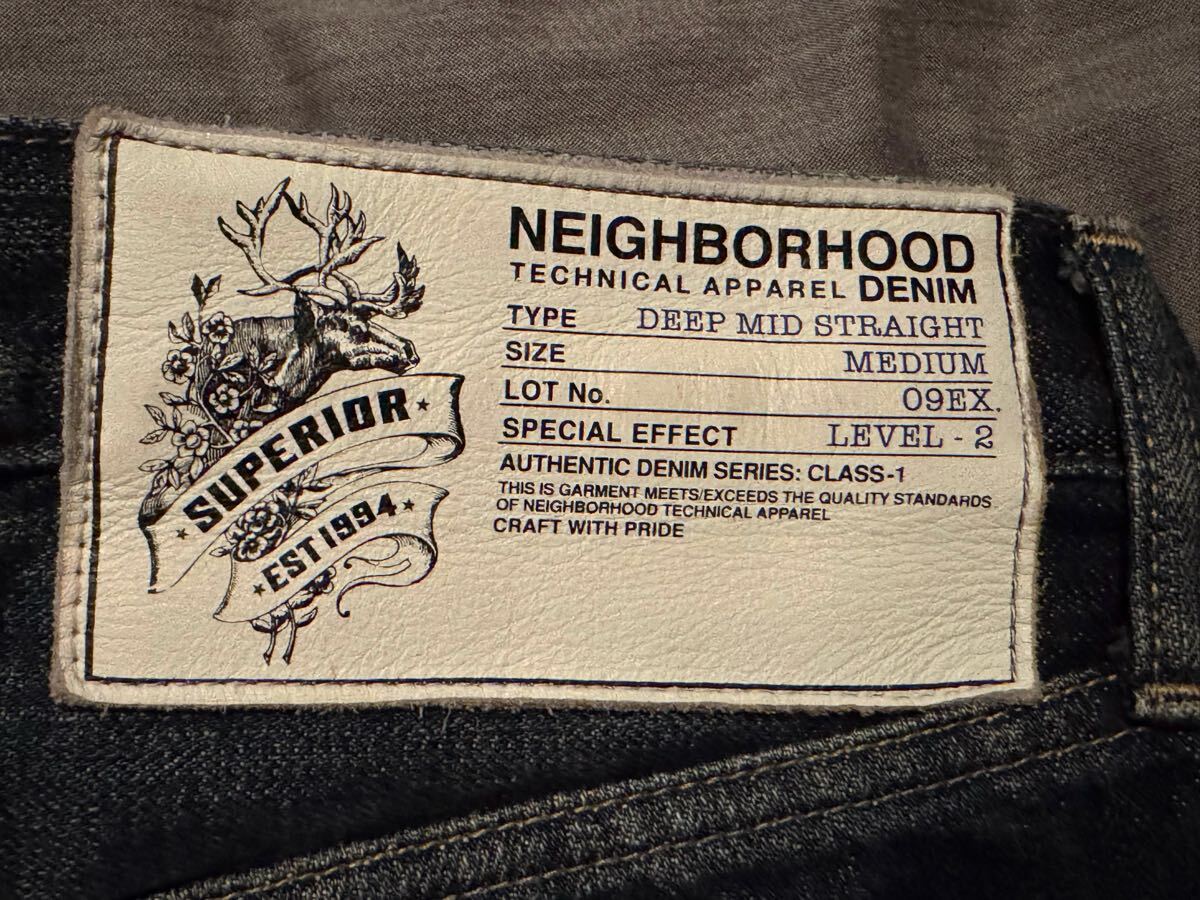 SUPERIOR
EST 1994
NEIGHBORHOOD
TECHNICAL APPAREL DENIM
TYPE DEEP MID STRAIGHT
SIZE MEDIUM
LOT No. 09EX.
SPECIAL EFFECT LEVEL - 2
AUTHENTIC DENIM SERIES: CLASS-1
THIS IS GARMENT MEETS/EXCEEDS THE QUALITY STANDARDS
OF NEIGHBORHOOD TECHNICAL APPAREL
CRAFT WITH PRIDE